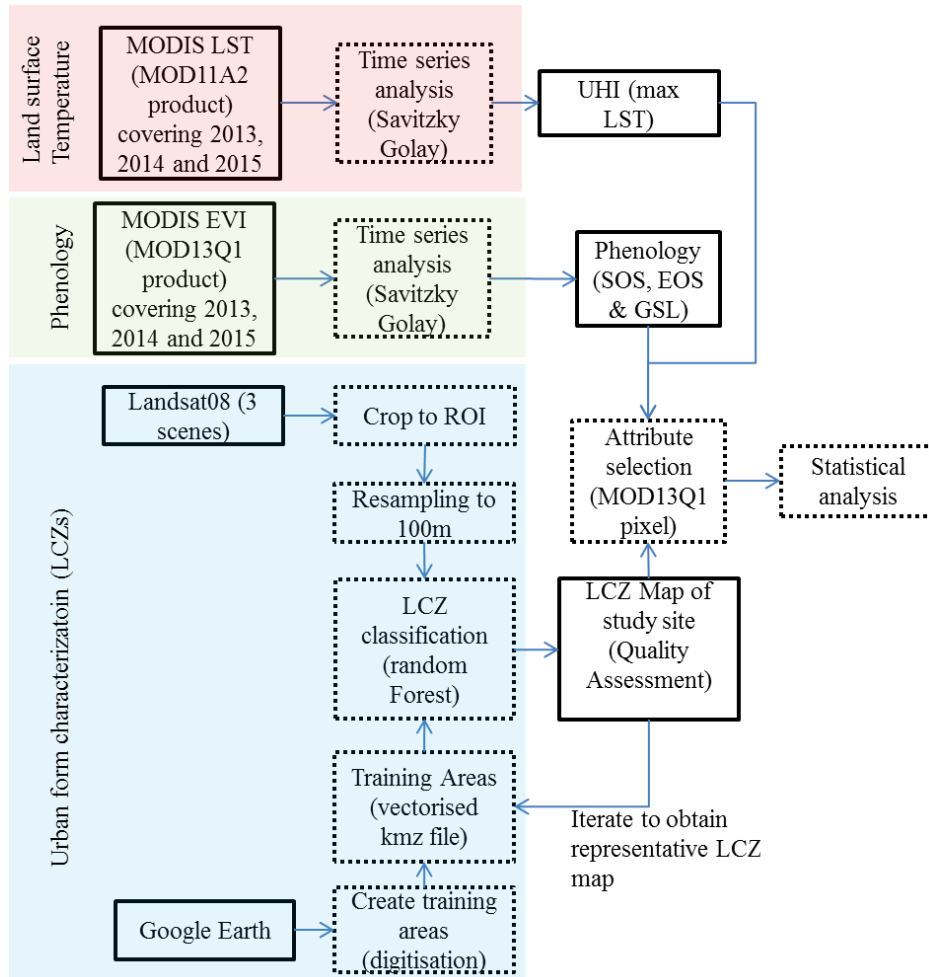 Land surface
Temperature
MODIS LST
(MOD11A2
product)
covering 2013,
2014 and 2015
Time series
analysis
(Savitzky
Golay)
UHI (max
LST)
Phenology
MODIS EVI
(MOD13Q1
product)
covering 2013,
2014 and 2015
Time series
analysis
(Savitzky
Golay)
Phenology
(SOS, EOS
& GSL)
Urban form characterizatoin (LCZs)
Landsat08 (3
scenes)
Crop to ROI
Resampling to
100m
LCZ
classification
(random
Forest)
Training Areas
(vectorised
kmz file)
Google Earth
Create training
areas
(digitisation)
Attribute
selection
(MOD13Q1
pixel)
Statistical
analysis
LCZ Map of
study site
(Quality
Assessment)
Iterate to obtain
representative LCZ
map